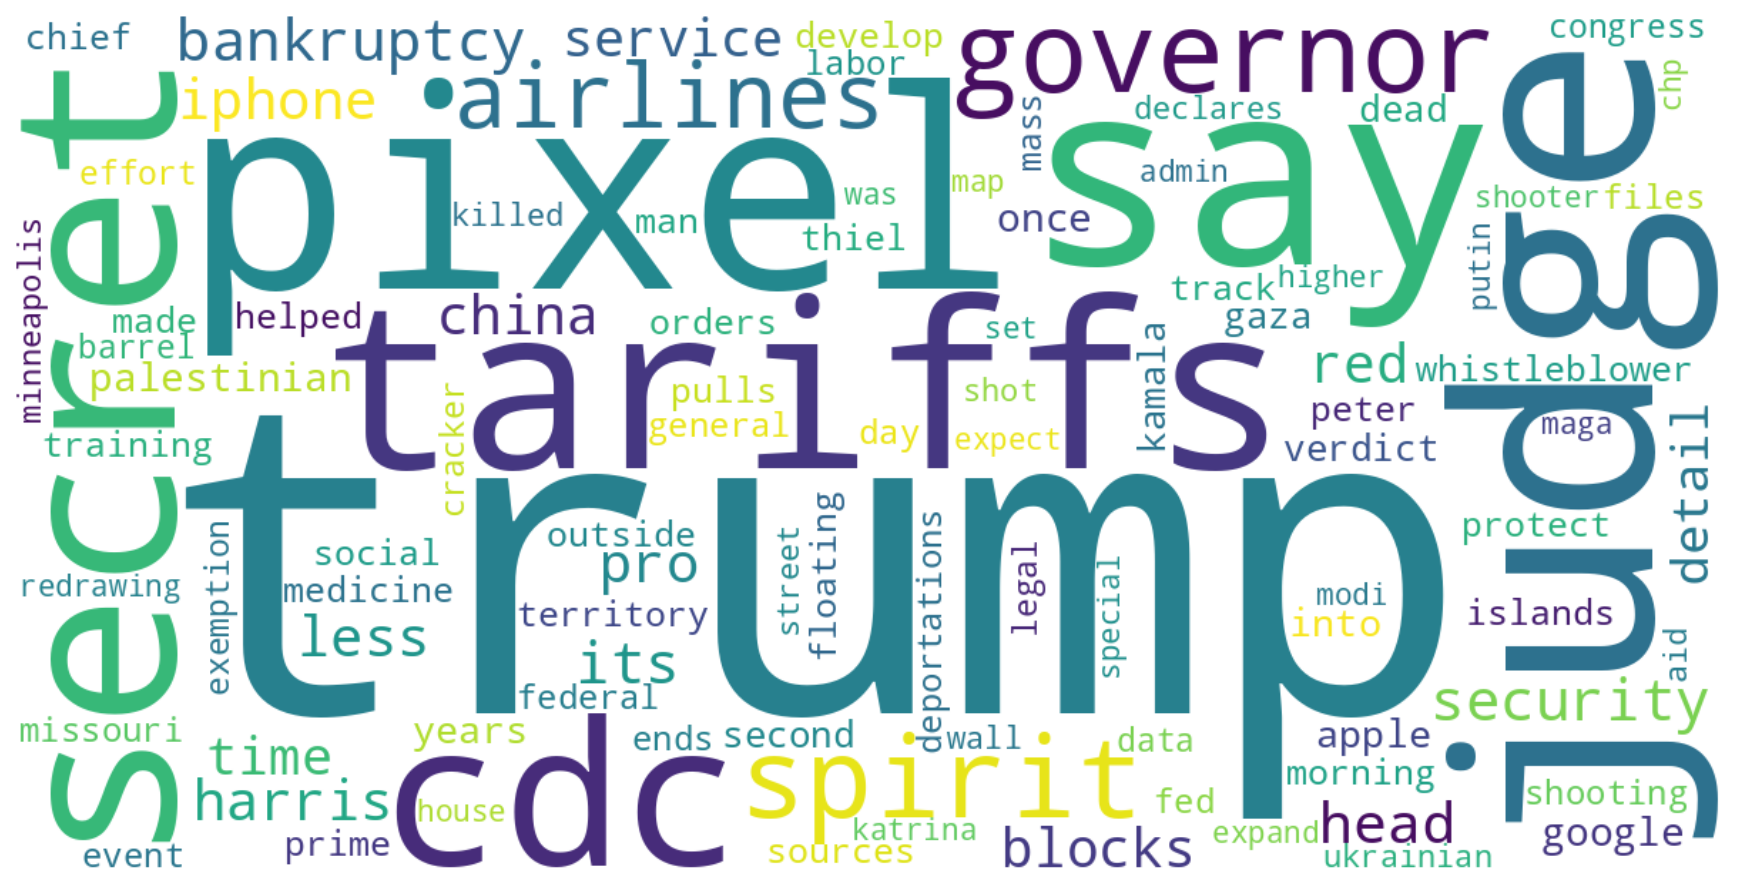 chief
bankruptcy
service
develop
governor
congress
labor
iphone
airlines
secret
pixel
say
judge
chp
mass
declares
dead
effort
killed
man
was
map
admin
once
thiel
shooter
files
minneapolis
putin
track
higher
made
helped
china
orders
set
gaza
barrel
tariffs
kamala
palestinian
pulls
shot
red
whistleblower
cracker
general
day
expect
peter
maga
training
verdict
detail
trump
exemption
social
outside
pro
street
floating
deportations
legal
special
protect
redrawing
medicine
territory
modi
into
islands
less
its
aid
federal
security
missouri
years
ends
second
wall
data
apple
time
cdc
spirit
morning
harris
house
fed
shooting
prime
katrina
expand
head
google
event
sources
blocks
ukrainian